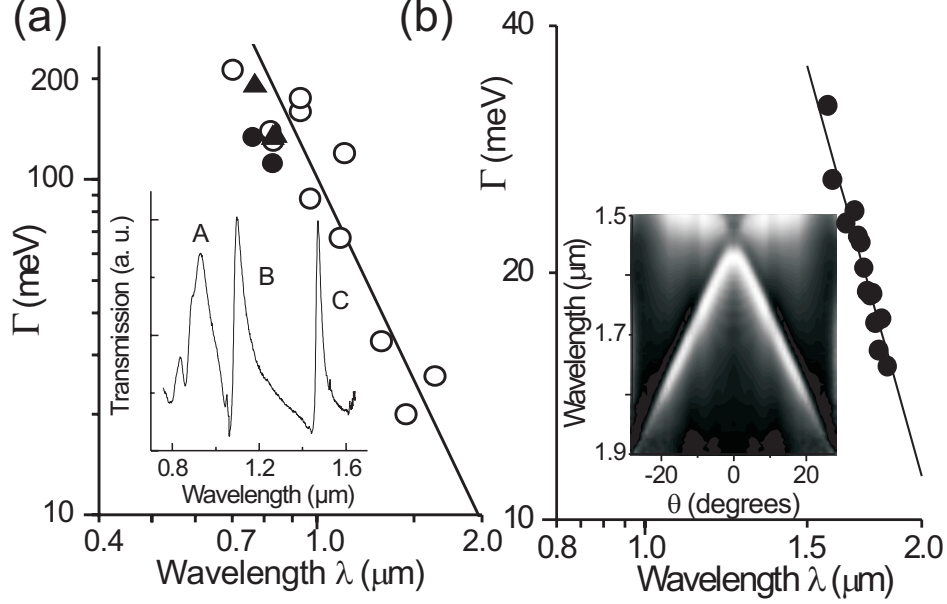 (a)
200
100
10
Γ (meV)
0.4
0.7
1.0
2.0
Wavelength λ (μm)
A
B
C
Transmission (a. u.)
0.8
1.2
1.6
Wavelength (μm)
(b)
40
20
10
Γ (meV)
0.8
1.0
1.5
2.0
Wavelength λ (μm)
1.5
1.7
1.9
Wavelength (μm)
-20
0
20
θ (degrees)